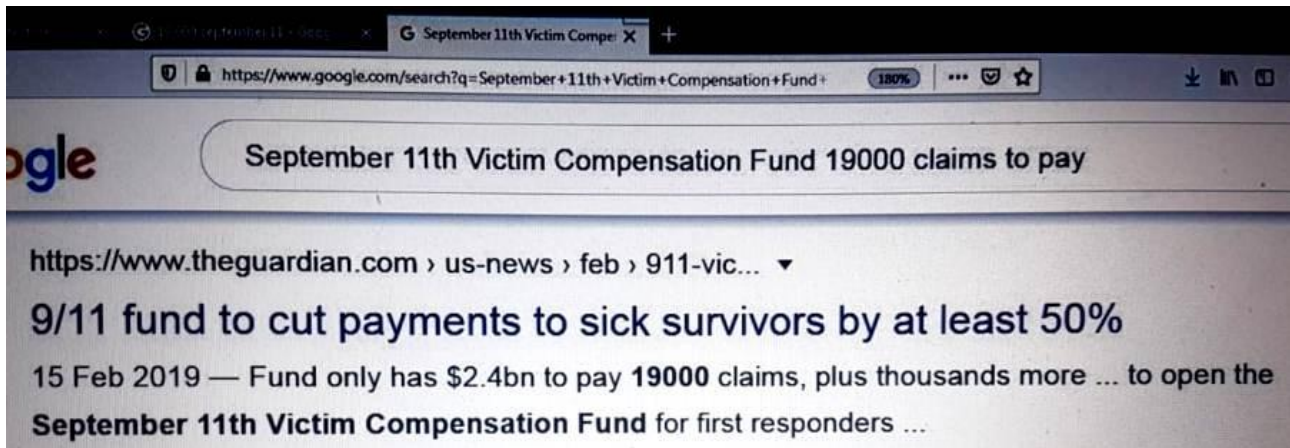 G September 11th Victim Compe X +
https://www.google.com/search?q=September+11th+Victim+Compensation+Fund+ 180% ...
ogle September 11th Victim Compensation Fund 19000 claims to pay
https://www.theguardian.com › us-news › feb › 911-vic... ▼
9/11 fund to cut payments to sick survivors by at least 50%
15 Feb 2019 — Fund only has $2.4bn to pay 19000 claims, plus thousands more ... to open the
September 11th Victim Compensation Fund for first responders ...